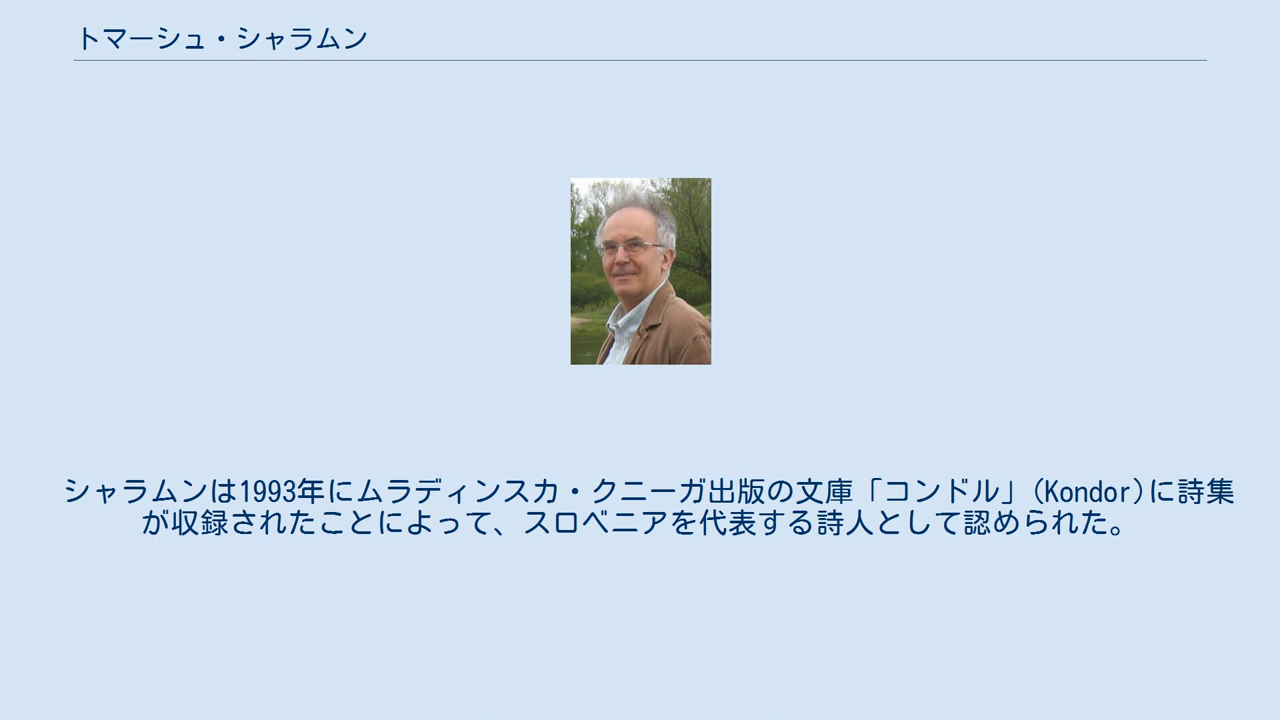 トマーシュ・シャラムン
シャラムンは1993年にムラディンスカ・クニーガ出版の文庫「コンドル」(Kondor)に詩集
が収録されたことによって、スロベニアを代表する詩人として認められた。